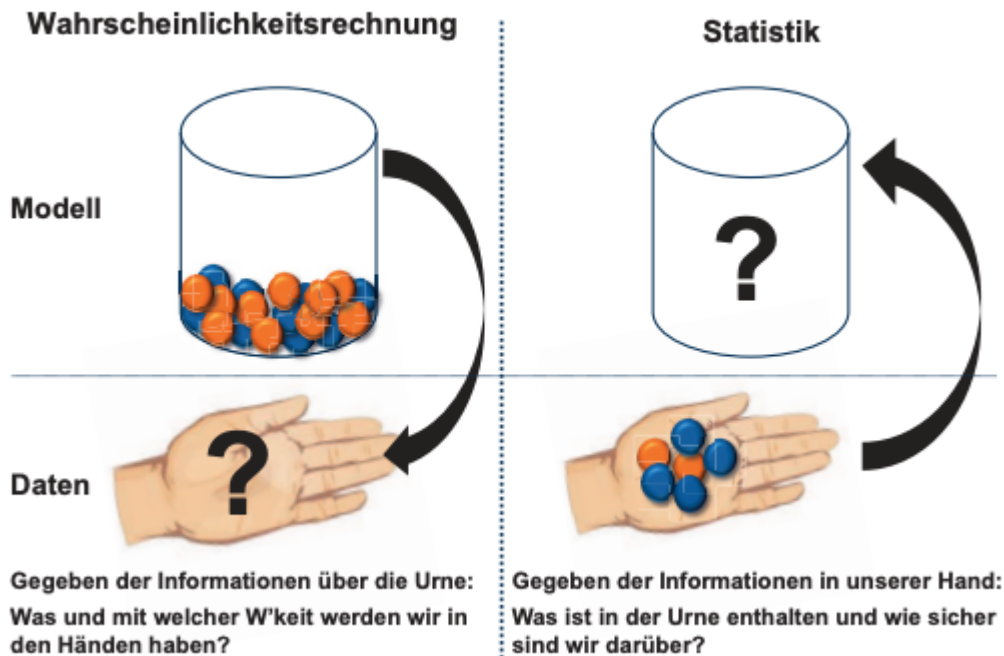 Wahrscheinlichkeitsrechnung
Statistik
Modell
?
?
Daten
Gegeben der Informationen über die Urne:
Was und mit welcher W'keit werden wir in
den Händen haben?
Gegeben der Informationen in unserer Hand:
Was ist in der Urne enthalten und wie sicher
sind wir darüber?